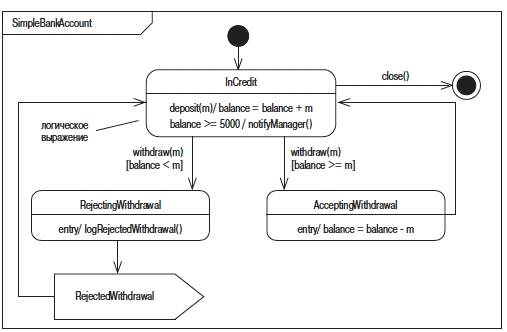 SimpleBankAccount
InCredit
close()
deposit(m)/ balance = balance + m
balance >= 5000 / notifyManager()
логическое
выражение
withdraw(m)
[balance < m]
withdraw(m)
[balance >= m]
RejectingWithdrawal
entry/ logRejectedWithdrawal()
AcceptingWithdrawal
entry/ balance = balance - m
RejectedWithdrawal